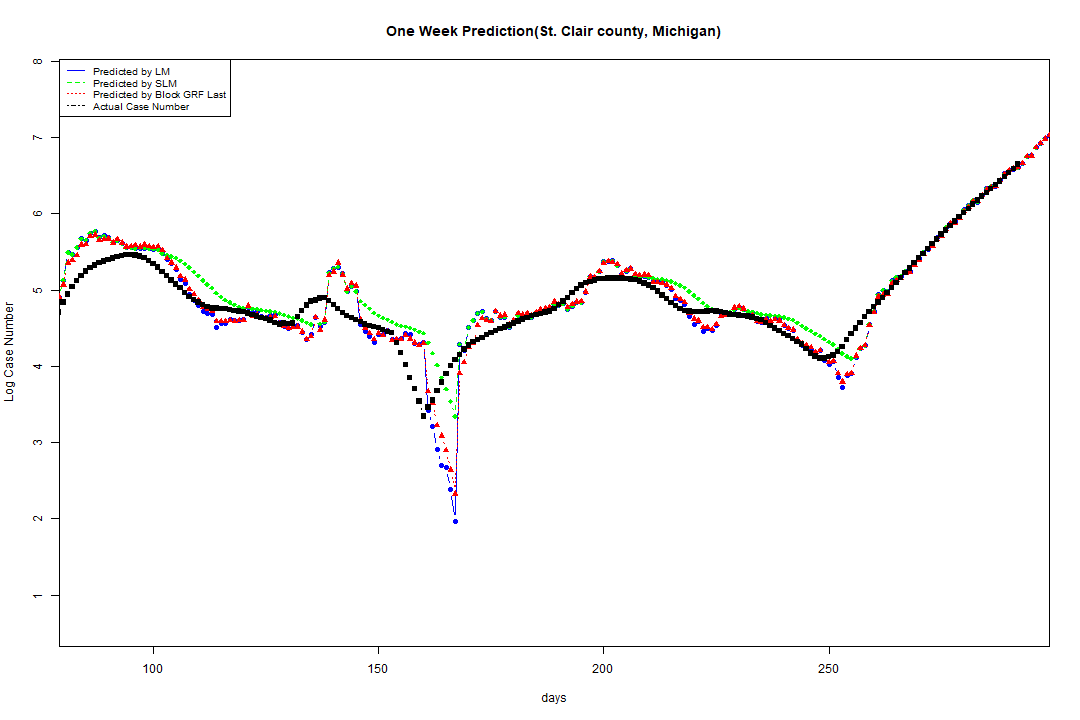 One Week Prediction(St. Clair county, Michigan)
Predicted by LM
Predicted by SLM
Predicted by Block GRF Last
Actual Case Number
8
7
6
5
4
3
2
1
Log Case Number
100 150 200 250
days